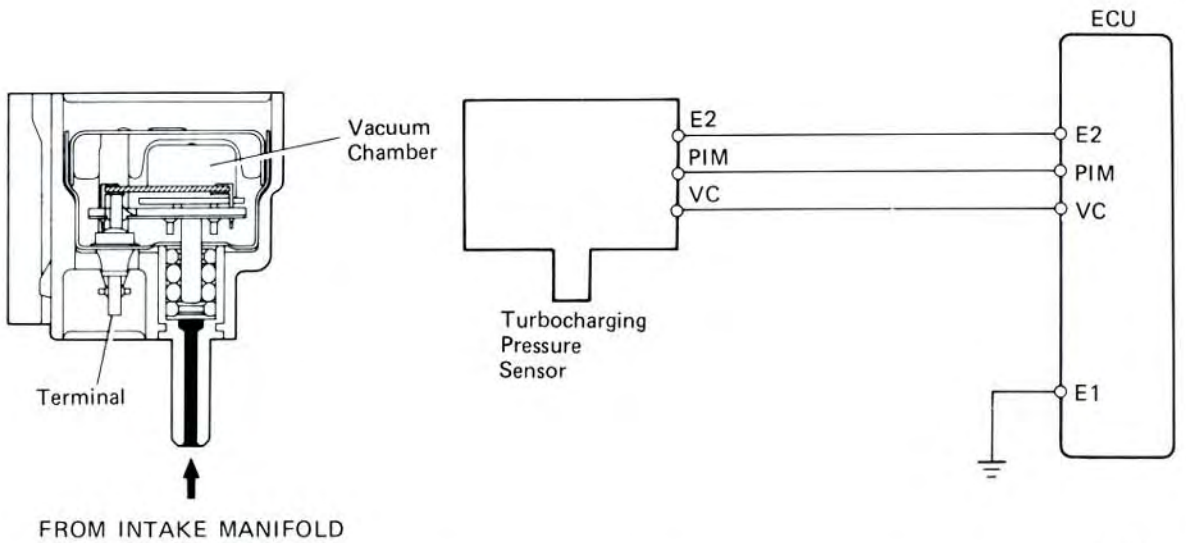 ECU
Vacuum
Chamber
E2
PIM
VC
E2
PIM
VC
Turbocharging
Pressure
Sensor
Terminal
E1
FROM INTAKE MANIFOLD